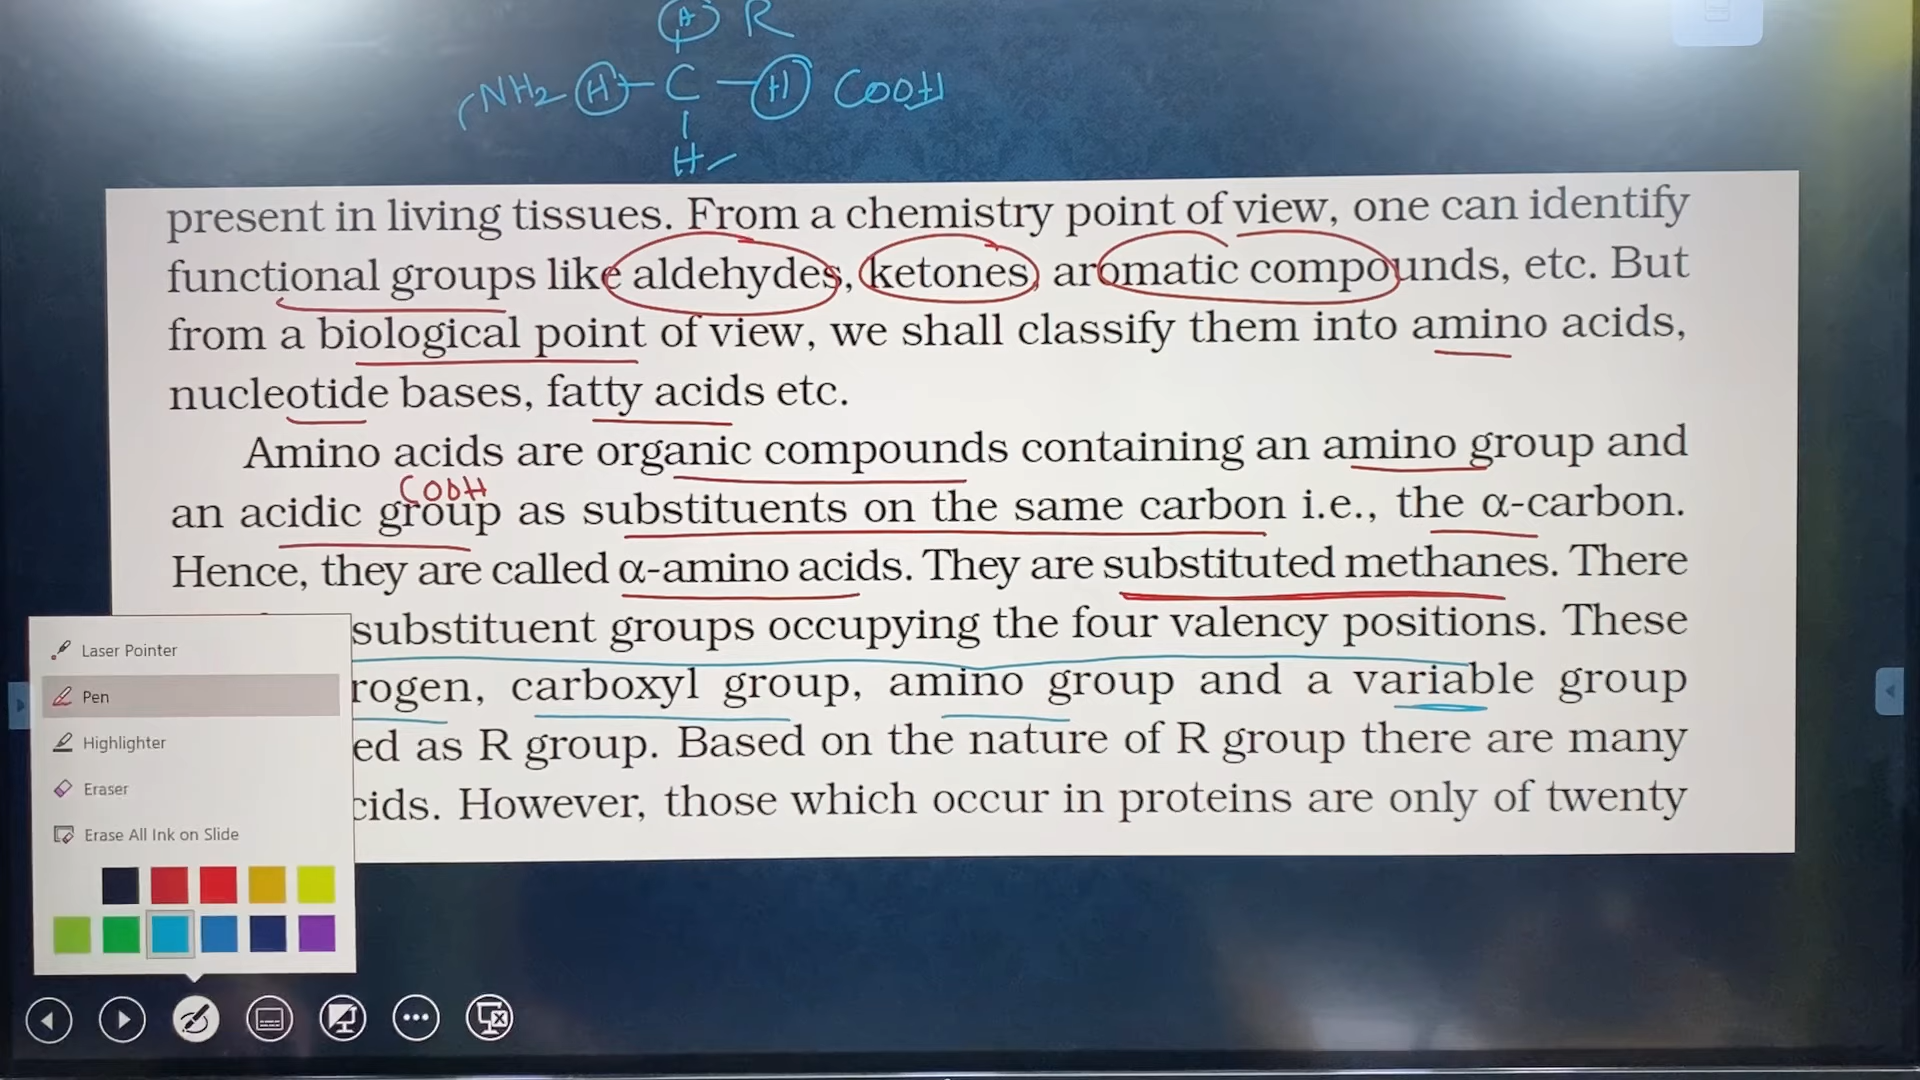 H R
NH2 H - C - H COOH
H
present in living tissues. From a chemistry point of view, one can identify
functional groups like aldehydes, ketones, aromatic compounds, etc. But
from a biological point of view, we shall classify them into amino acids,
nucleotide bases, fatty acids etc.
Amino acids are organic compounds containing an amino group and
COOH
an acidic group as substituents on the same carbon i.e., the α-carbon.
Hence, they are called α-amino acids. They are substituted methanes. There
substituent groups occupying the four valency positions. These
rogen, carboxyl group, amino group and a variable group
ed as R group. Based on the nature of R group there are many
cids. However, those which occur in proteins are only of twenty
Laser Pointer
Pen
Highlighter
Eraser
Erase All Ink on Slide